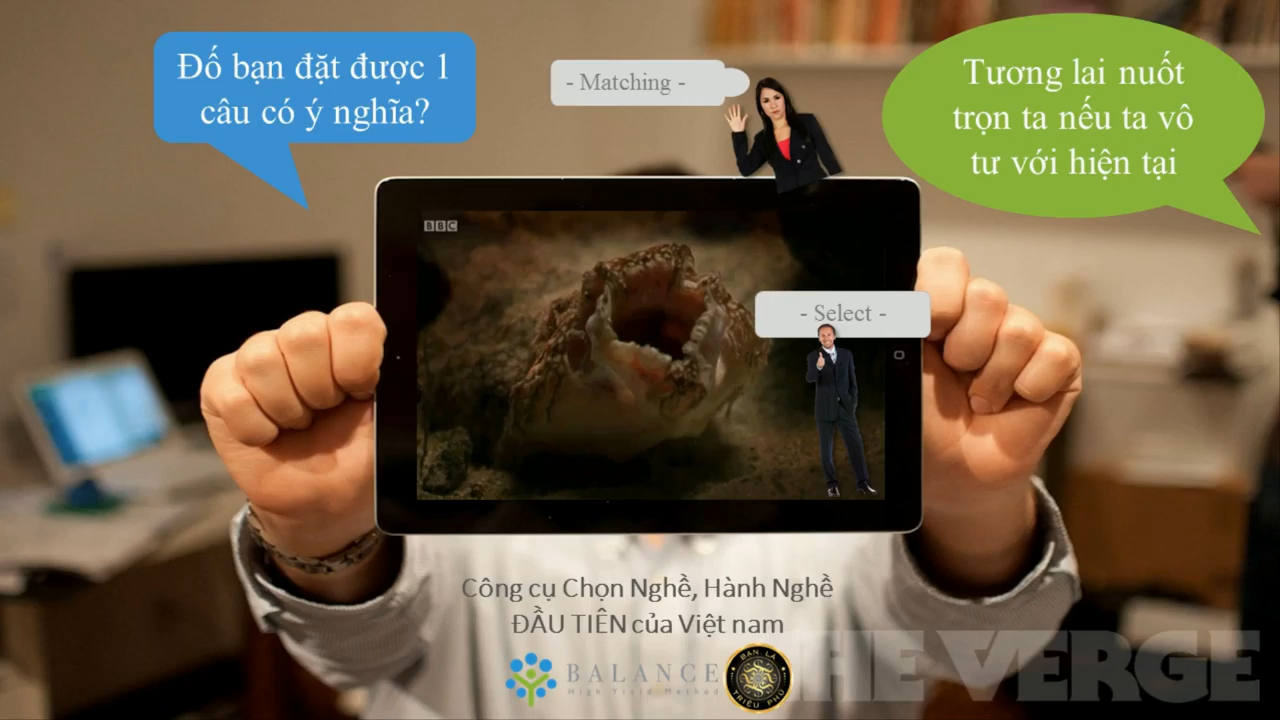 Đố bạn đặt được 1
câu có ý nghĩa?
- Matching -
Tương lai nuốt
trọn ta nếu ta vô
tư với hiện tại
BBC
- Select -
Công cụ Chọn Nghề, Hành Nghề
ĐẦU TIÊN của Việt nam
BALANCE
High Yield Method
BẠN LÀ
TRIỆU PHÚ
THE VERGE